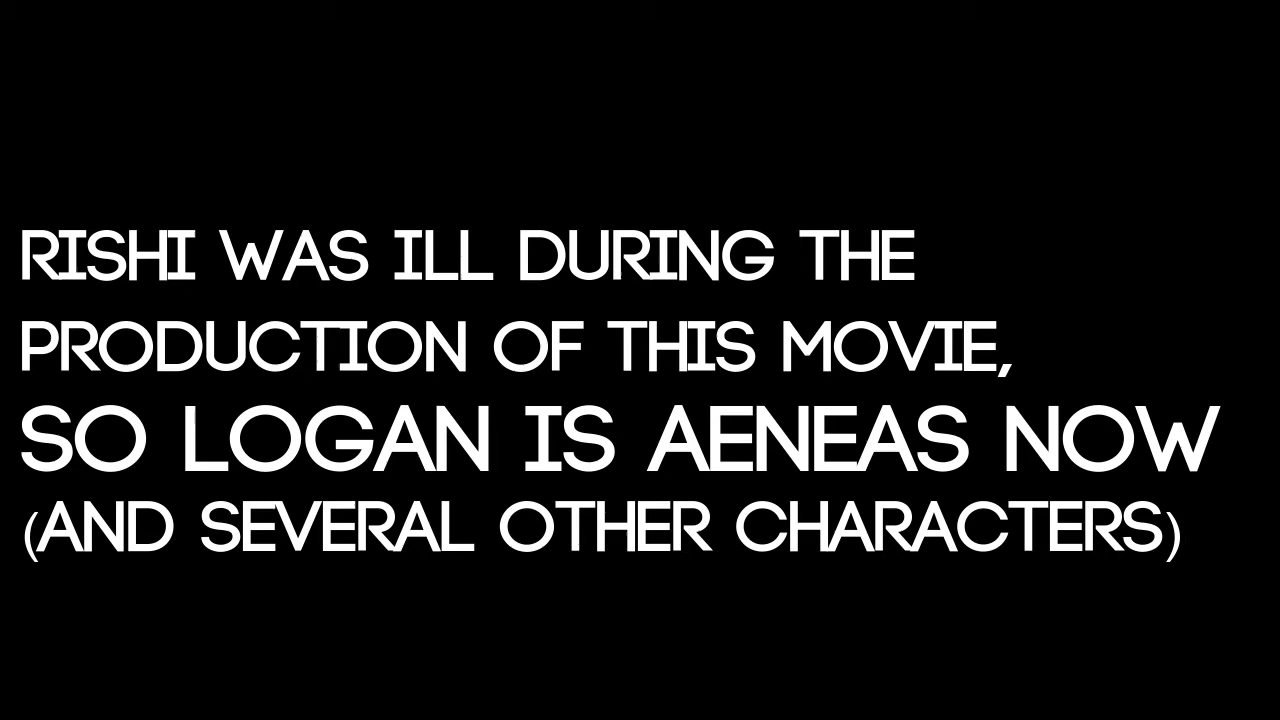 RISHI WAS ILL DURING THE
PRODUCTION OF THIS MOVIE,
SO LOGAN IS AENEAS NOW
(AND SEVERAL OTHER CHARACTERS)